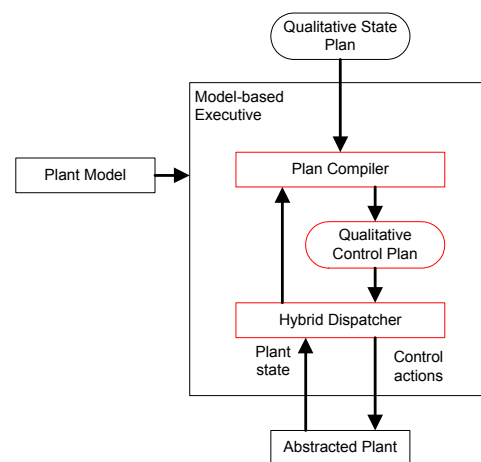 Qualitative State
Plan
Model-based
Executive
Plant Model
Plan Compiler
Qualitative
Control Plan
Hybrid Dispatcher
Plant
state
Control
actions
Abstracted Plant